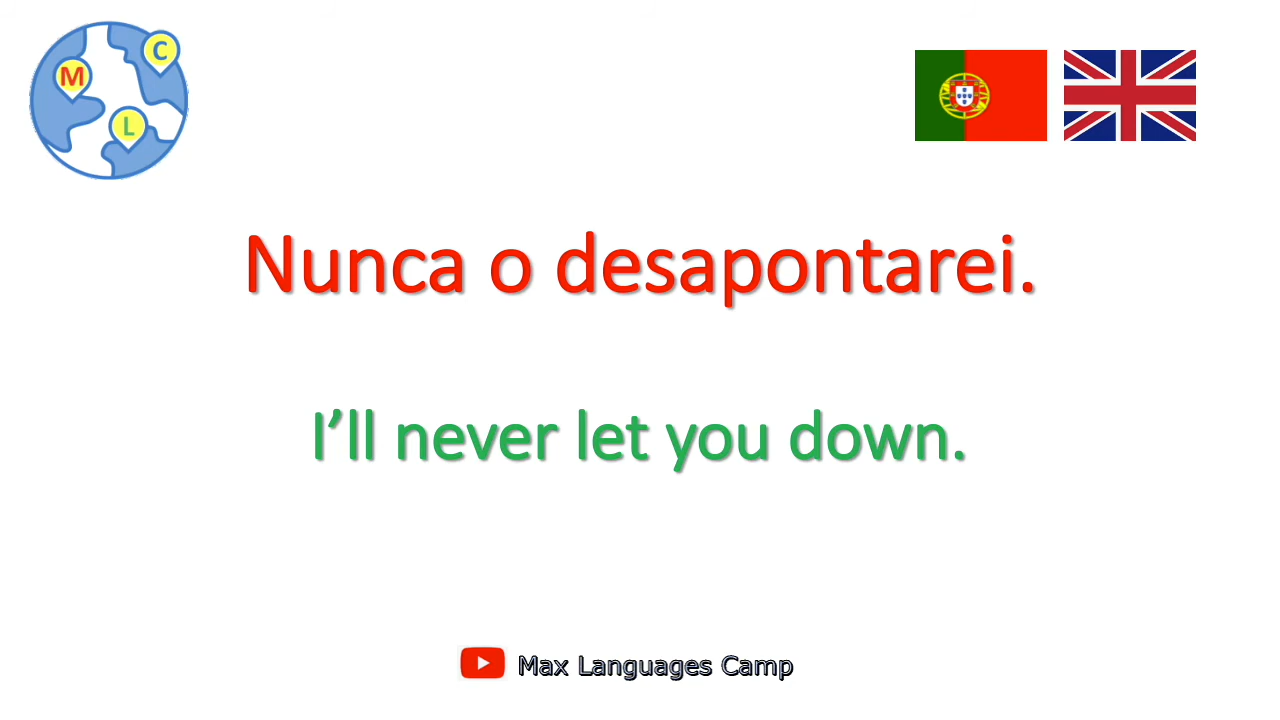 M
C
L
Nunca o desapontarei.
I’ll never let you down.
Max Languages Camp